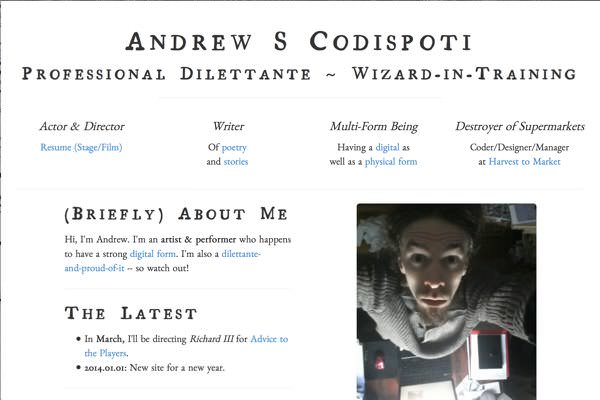 Andrew S Codispoti
Professional Dilettante ~ Wizard-in-Training
Actor & Director
Resume (Stage/Film)
Writer
Of poetry
and stories
Multi-Form Being
Having a digital as
well as a physical form
Destroyer of Supermarkets
Coder/Designer/Manager
at Harvest to Market
(Briefly) About Me
Hi, I'm Andrew. I'm an artist & performer who happens
to have a strong digital form. I'm also a dilettante-
and-proud-of-it – so watch out!
The Latest
• In March, I'll be directing Richard III for Advice to
the Players.
• 2014.01.01: New site for a new year.